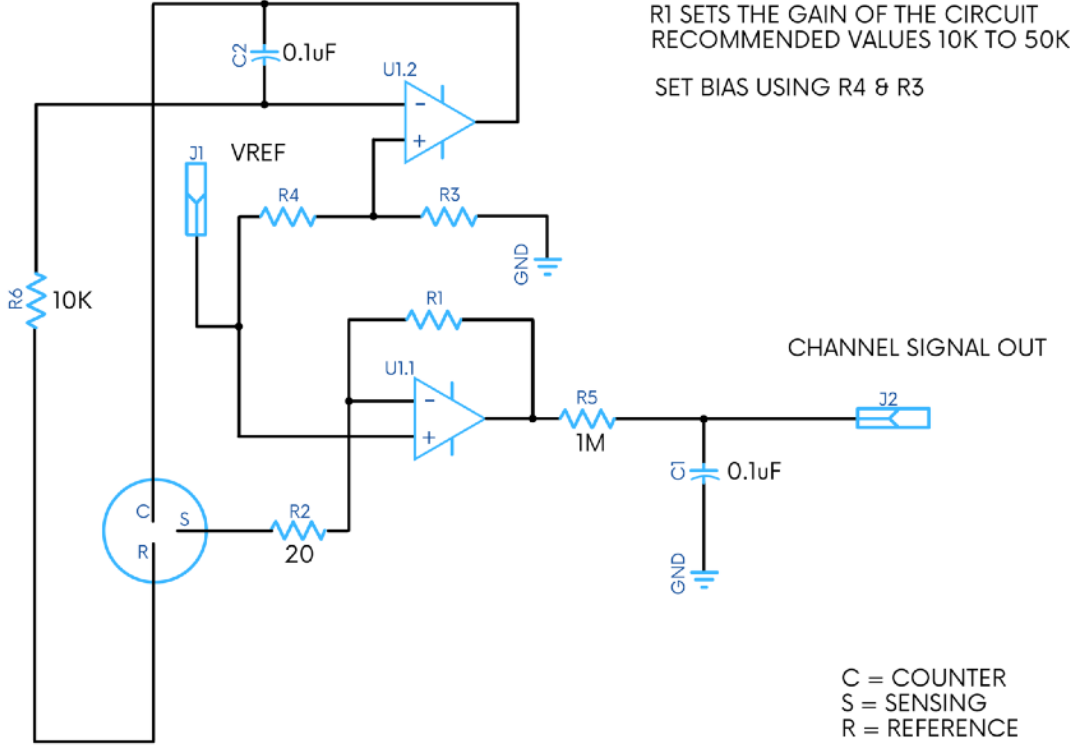 R1 SETS THE GAIN OF THE CIRCUIT
RECOMMENDED VALUES 10K TO 50K
SET BIAS USING R4 & R3
C2
0.1uF
U1.2
-
+
J1
VREF
R4
R3
GND
R6
10K
R1
U1.1
-
+
CHANNEL SIGNAL OUT
R5
1M
J2
C1
0.1uF
GND
C
S
R
R2
20
C = COUNTER
S = SENSING
R = REFERENCE